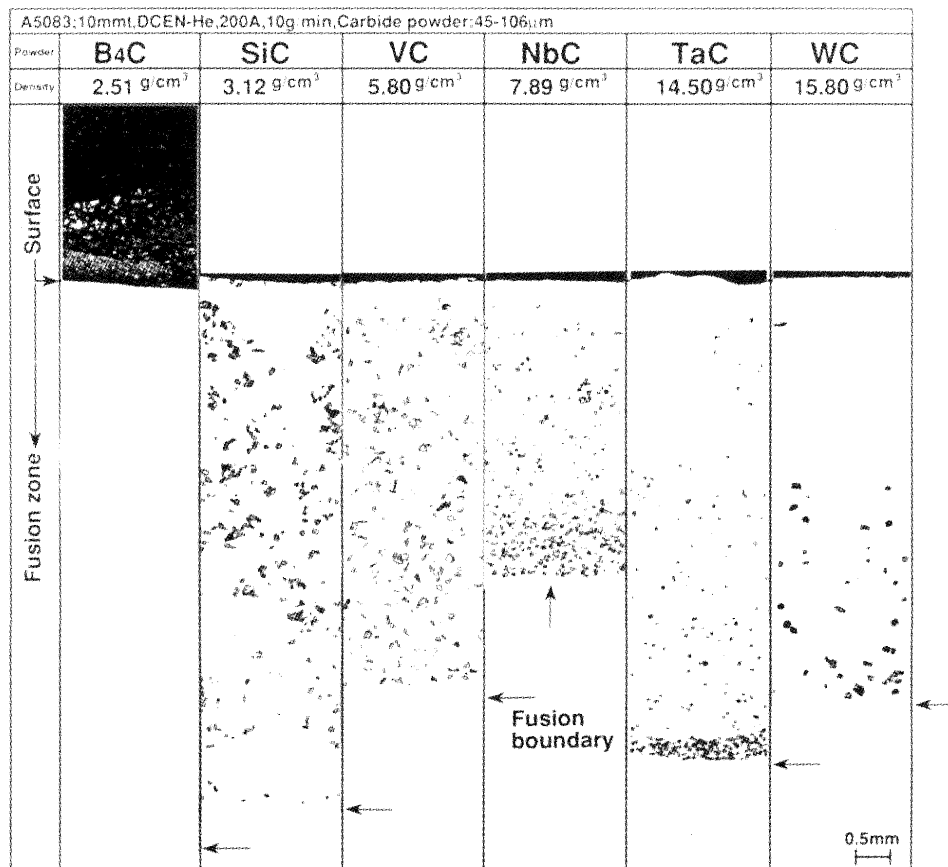 A5083:10mmt,DCEN-He,200A,10g/min,Carbide powder:45-106μm
Powder B4C SiC VC NbC TaC WC
Density 2.51 g/cm³ 3.12 g/cm³ 5.80 g/cm³ 7.89 g/cm³ 14.50 g/cm³ 15.80 g/cm³
Surface
Fusion zone
Fusion
boundary
0.5mm